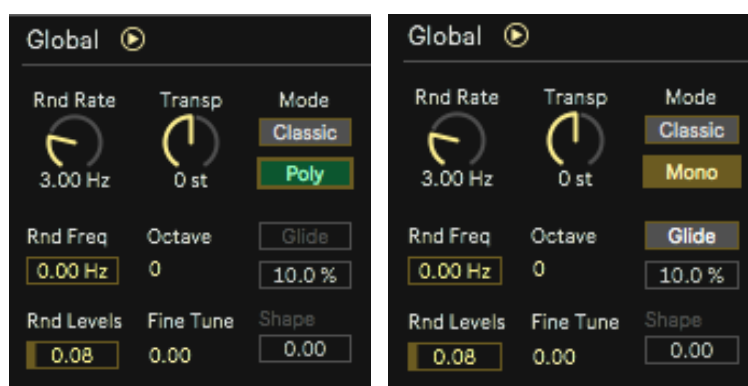 Global
Rnd Rate Transp Mode
Classic
3.00 Hz 0 st Poly
Rnd Freq Octave Glide
0.00 Hz 0 10.0 %
Rnd Levels Fine Tune Shape
0.08 0.00 0.00
Global
Rnd Rate Transp Mode
Classic
3.00 Hz 0 st Mono
Rnd Freq Octave Glide
0.00 Hz 0 10.0 %
Rnd Levels Fine Tune Shape
0.08 0.00 0.00